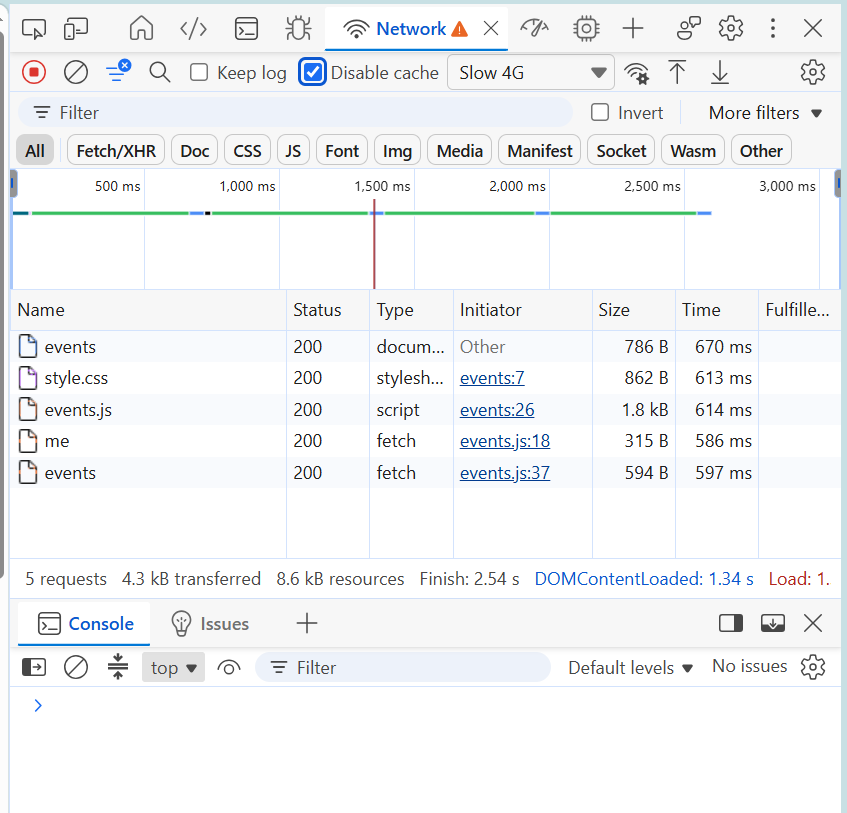 Network
Keep log Disable cache Slow 4G
Filter Invert More filters
All Fetch/XHR Doc CSS JS Font Img Media Manifest Socket Wasm Other
500 ms 1,000 ms 1,500 ms 2,000 ms 2,500 ms 3,000 ms
Name Status Type Initiator Size Time Fulfille...
events 200 docum... Other 786 B 670 ms
style.css 200 stylesh... events:7 862 B 613 ms
events.js 200 script events:26 1.8 kB 614 ms
me 200 fetch events.js:18 315 B 586 ms
events 200 fetch events.js:37 594 B 597 ms
5 requests 4.3 kB transferred 8.6 kB resources Finish: 2.54 s DOMContentLoaded: 1.34 s Load: 1.
Console Issues
top Filter Default levels No issues